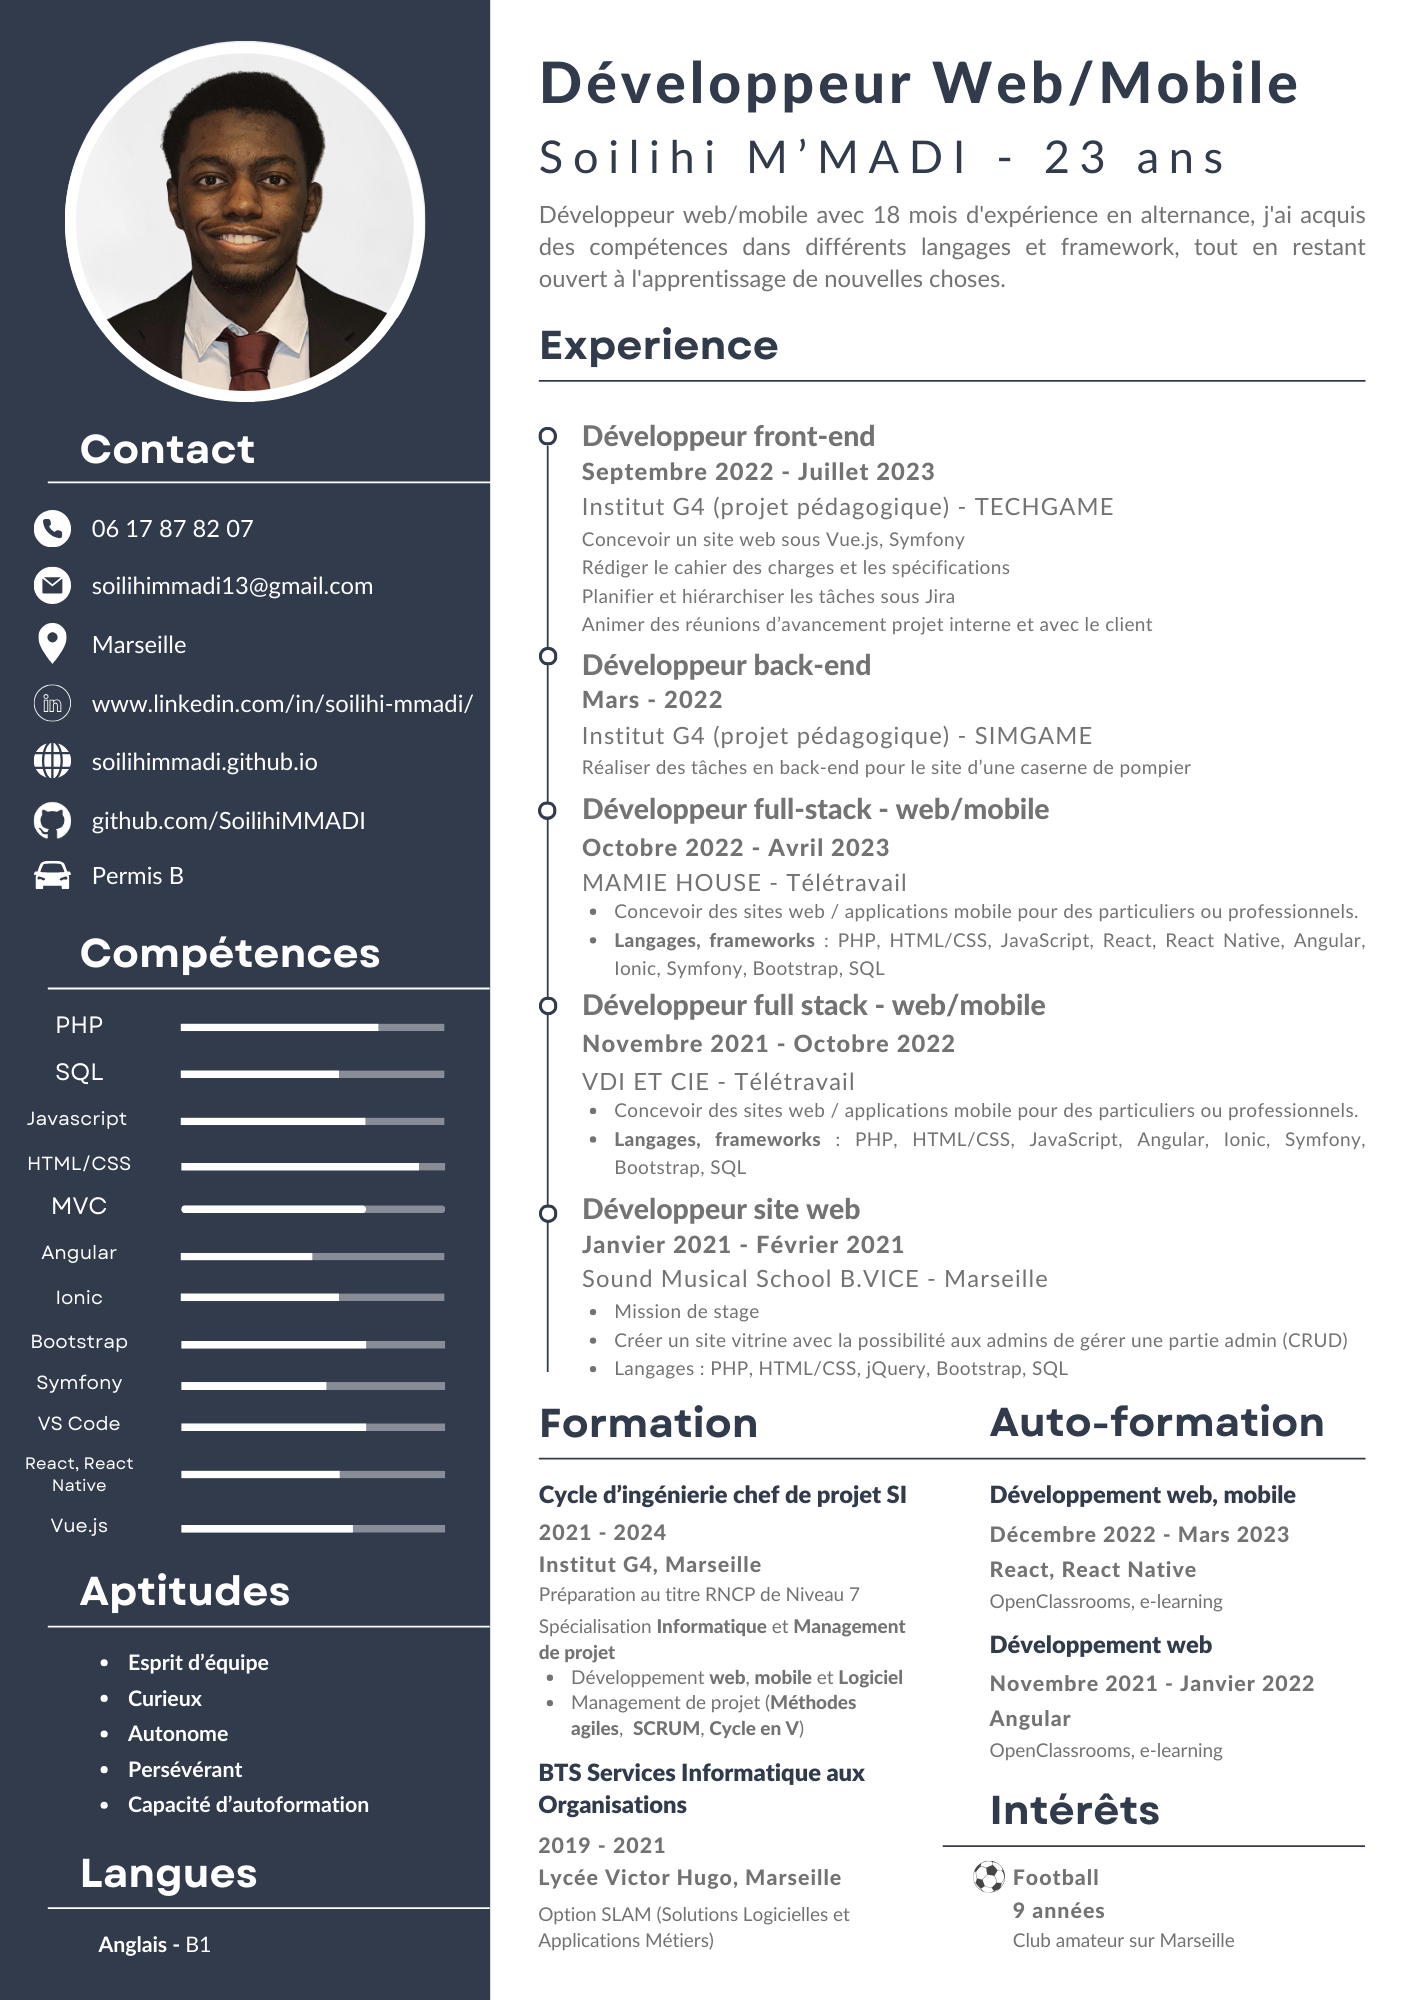 Développeur Web/Mobile
Soilihi M’MADI - 23 ans
Développeur web/mobile avec 18 mois d'expérience en alternance, j'ai acquis
des compétences dans différents langages et framework, tout en restant
ouvert à l'apprentissage de nouvelles choses.
Contact
06 17 87 82 07
soilihimmadi13@gmail.com
Marseille
www.linkedin.com/in/soilihi-mmadi/
soilihimmadi.github.io
github.com/SoilihiMMADI
Permis B
Compétences
PHP
SQL
Javascript
HTML/CSS
MVC
Angular
Ionic
Bootstrap
Symfony
VS Code
React, React
Native
Vue.js
Aptitudes
• Esprit d’équipe
• Curieux
• Autonome
• Persévérant
• Capacité d’autoformation
Langues
Anglais - B1
Experience
Développeur front-end
Septembre 2022 - Juillet 2023
Institut G4 (projet pédagogique) - TECHGAME
Concevoir un site web sous Vue.js, Symfony
Rédiger le cahier des charges et les spécifications
Planifier et hiérarchiser les tâches sous Jira
Animer des réunions d’avancement projet interne et avec le client
Développeur back-end
Mars - 2022
Institut G4 (projet pédagogique) - SIMGAME
Réaliser des tâches en back-end pour le site d’une caserne de pompier
Développeur full-stack - web/mobile
Octobre 2022 - Avril 2023
MAMIE HOUSE - Télétravail
• Concevoir des sites web / applications mobile pour des particuliers ou professionnels.
• Langages, frameworks : PHP, HTML/CSS, JavaScript, React, React Native, Angular,
Ionic, Symfony, Bootstrap, SQL
Développeur full stack - web/mobile
Novembre 2021 - Octobre 2022
VDI ET CIE - Télétravail
• Concevoir des sites web / applications mobile pour des particuliers ou professionnels.
• Langages, frameworks : PHP, HTML/CSS, JavaScript, Angular, Ionic, Symfony,
Bootstrap, SQL
Développeur site web
Janvier 2021 - Février 2021
Sound Musical School B.VICE - Marseille
• Mission de stage
• Créer un site vitrine avec la possibilité aux admins de gérer une partie admin (CRUD)
• Langages : PHP, HTML/CSS, jQuery, Bootstrap, SQL
Formation
Cycle d’ingénierie chef de projet SI
2021 - 2024
Institut G4, Marseille
Préparation au titre RNCP de Niveau 7
Spécialisation Informatique et Management
de projet
• Développement web, mobile et Logiciel
• Management de projet (Méthodes
agiles, SCRUM, Cycle en V)
BTS Services Informatique aux
Organisations
2019 - 2021
Lycée Victor Hugo, Marseille
Option SLAM (Solutions Logicielles et
Applications Métiers)
Auto-formation
Développement web, mobile
Décembre 2022 - Mars 2023
React, React Native
OpenClassrooms, e-learning
Développement web
Novembre 2021 - Janvier 2022
Angular
OpenClassrooms, e-learning
Intérêts
Football
9 années
Club amateur sur Marseille